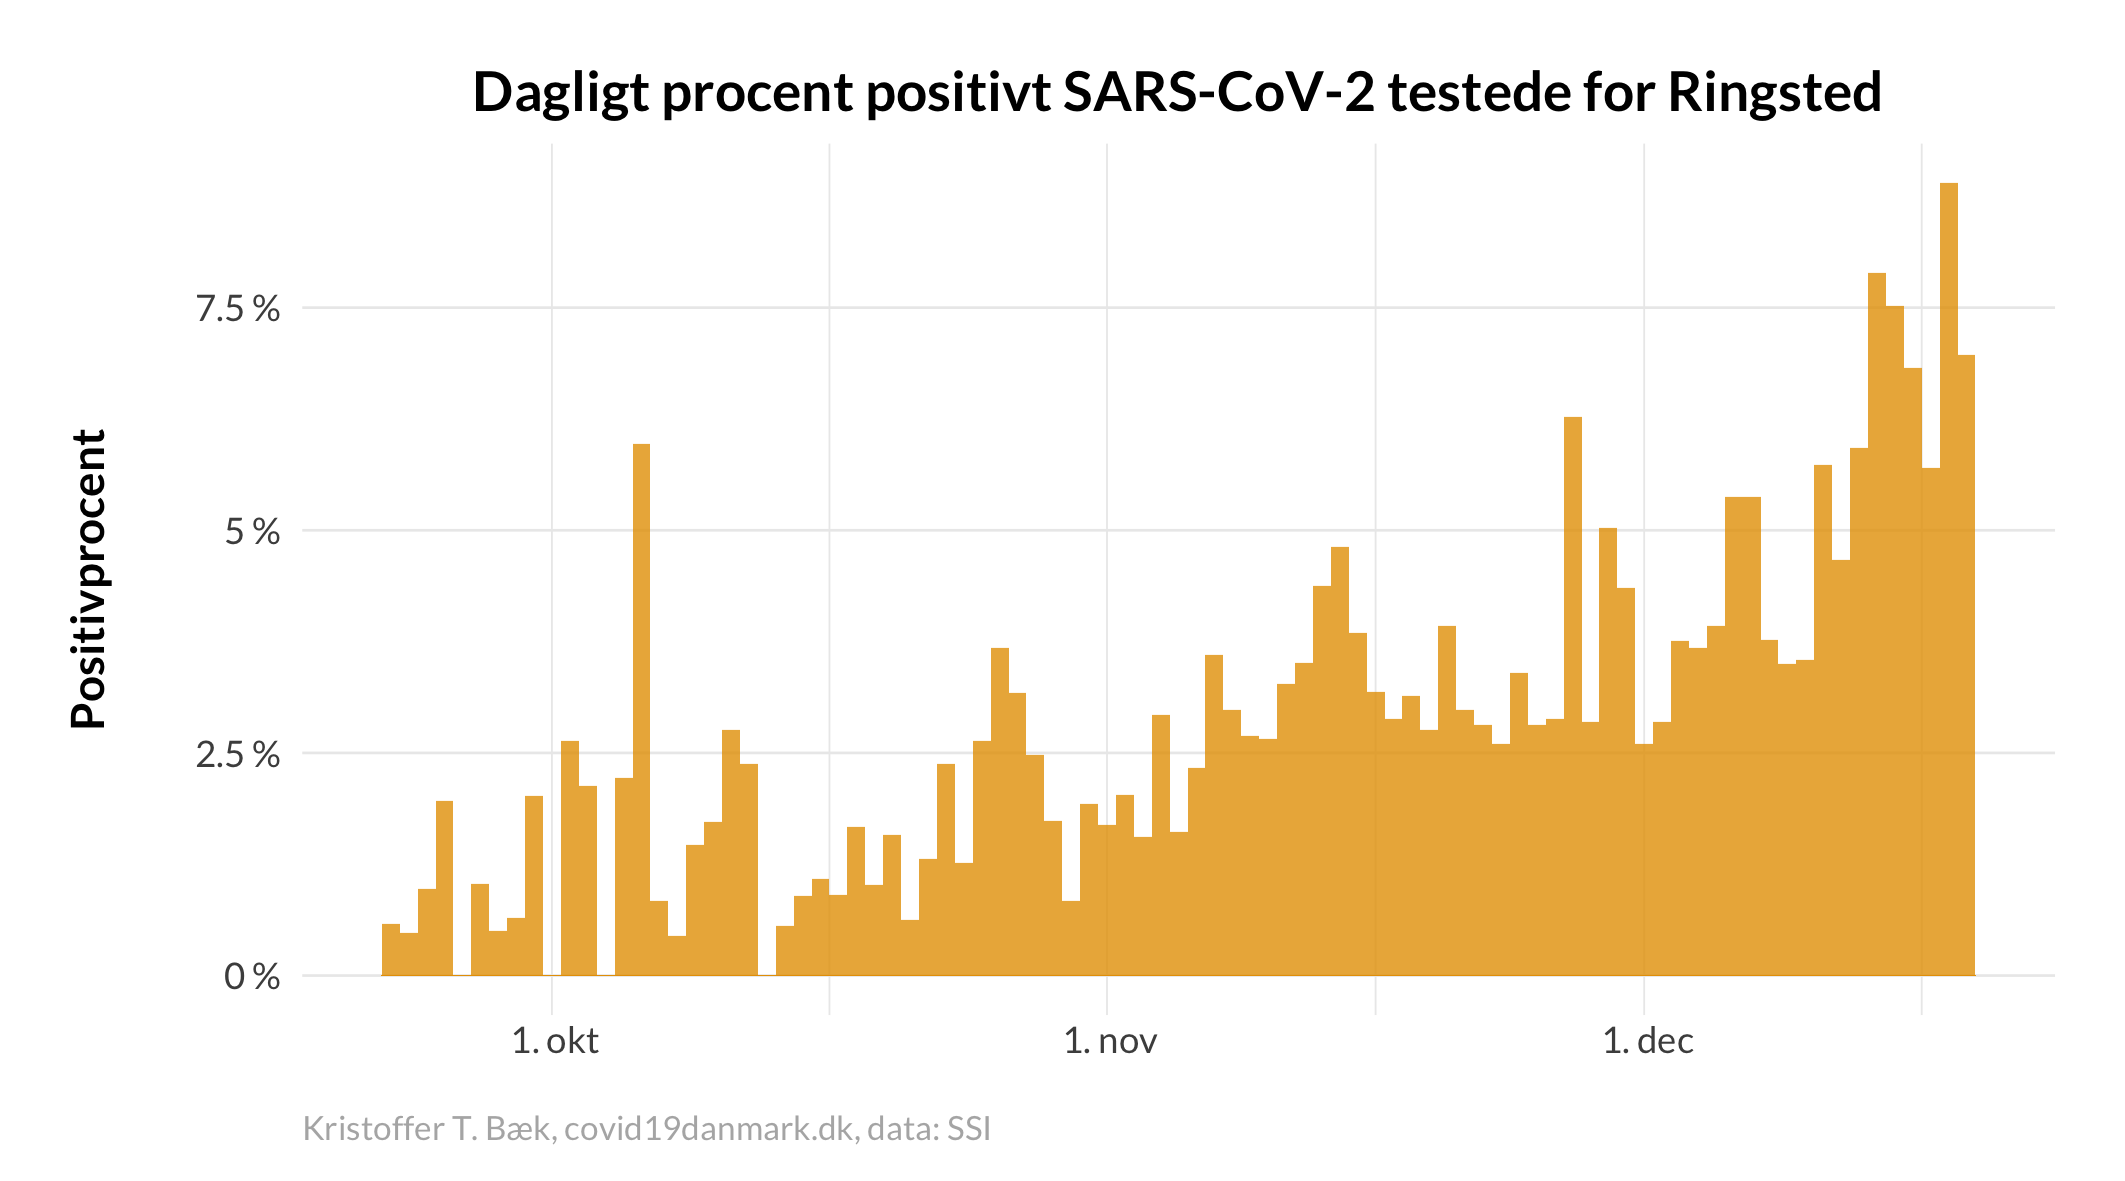 Dagligt procent positivt SARS-CoV-2 testede for Ringsted
Positivprocent
7.5 %
5 %
2.5 %
0 %
1. okt
1. nov
1. dec
Kristoffer T. Bæk, covid19danmark.dk, data: SSI